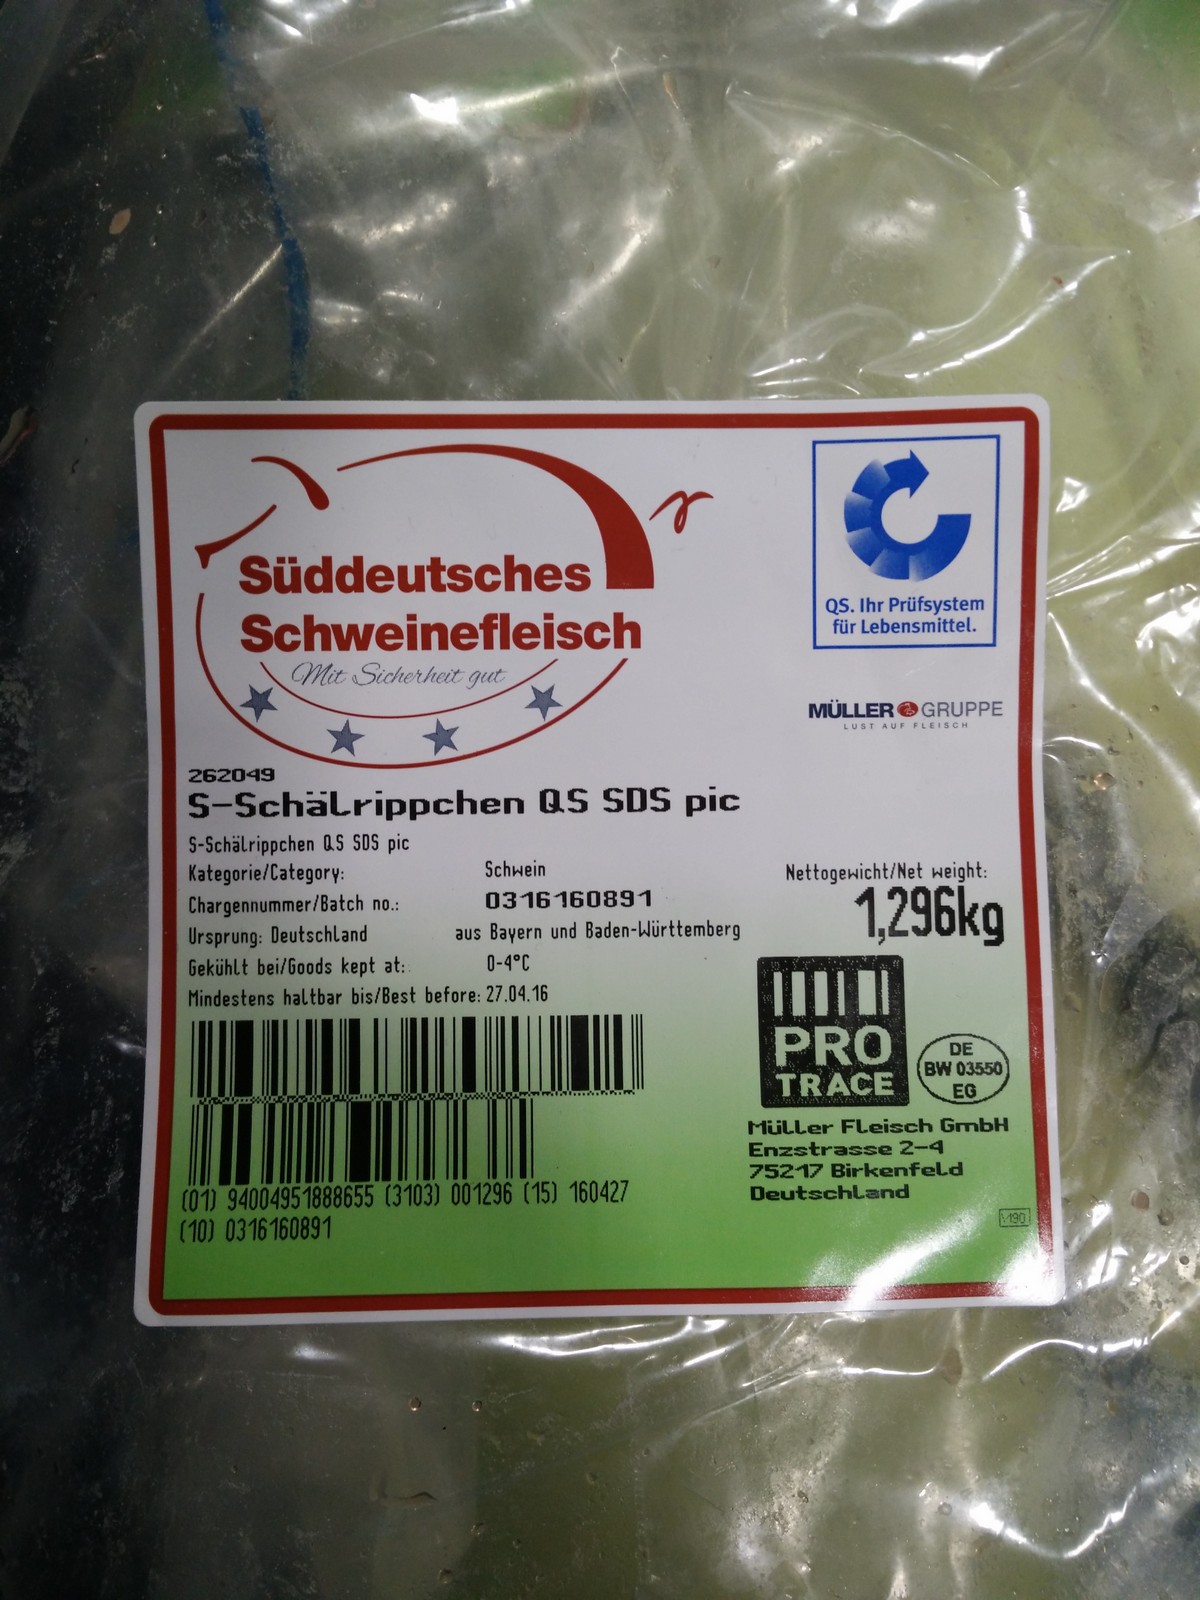 Süddeutsches
Schweinefleisch
Mit Sicherheit gut
QS. Ihr Prüfsystem
für Lebensmittel.
MÜLLER GRUPPE
LUST AUF FLEISCH
262049
S-Schälrippchen QS SDS pic
S-Schälrippchen QS SDS pic
Kategorie/Category: Schwein
Chargennummer/Batch no.: 0316160891
Ursprung: Deutschland aus Bayern und Baden-Württemberg
Gekühlt bei/Goods kept at: 0-4°C
Mindestens haltbar bis/Best before: 27.04.16
Nettogewicht/Net weight:
1,296kg
PRO
TRACE
DE
BW 03550
EG
Müller Fleisch GmbH
Enzstrasse 2-4
75217 Birkenfeld
Deutschland
(01) 94004951888655 (3103) 001296 (15) 160427
(10) 0316160891
190